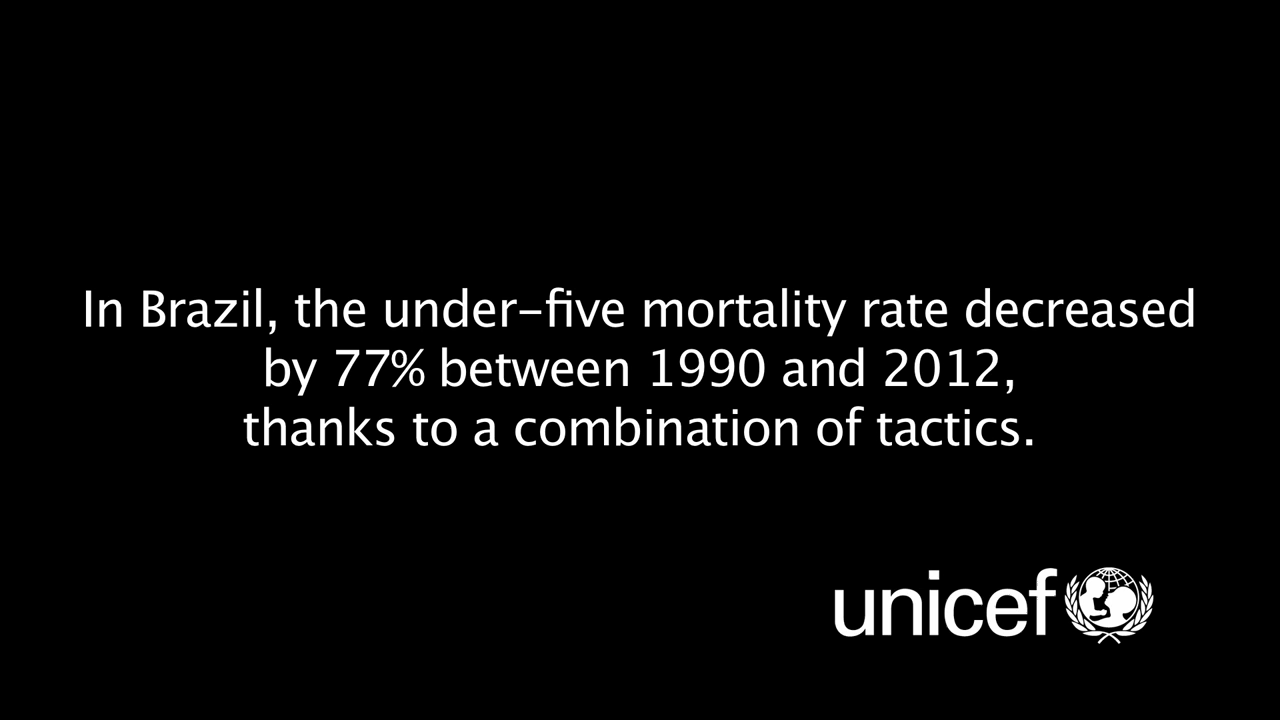 In Brazil, the under-five mortality rate decreased
by 77% between 1990 and 2012,
thanks to a combination of tactics.
unicef